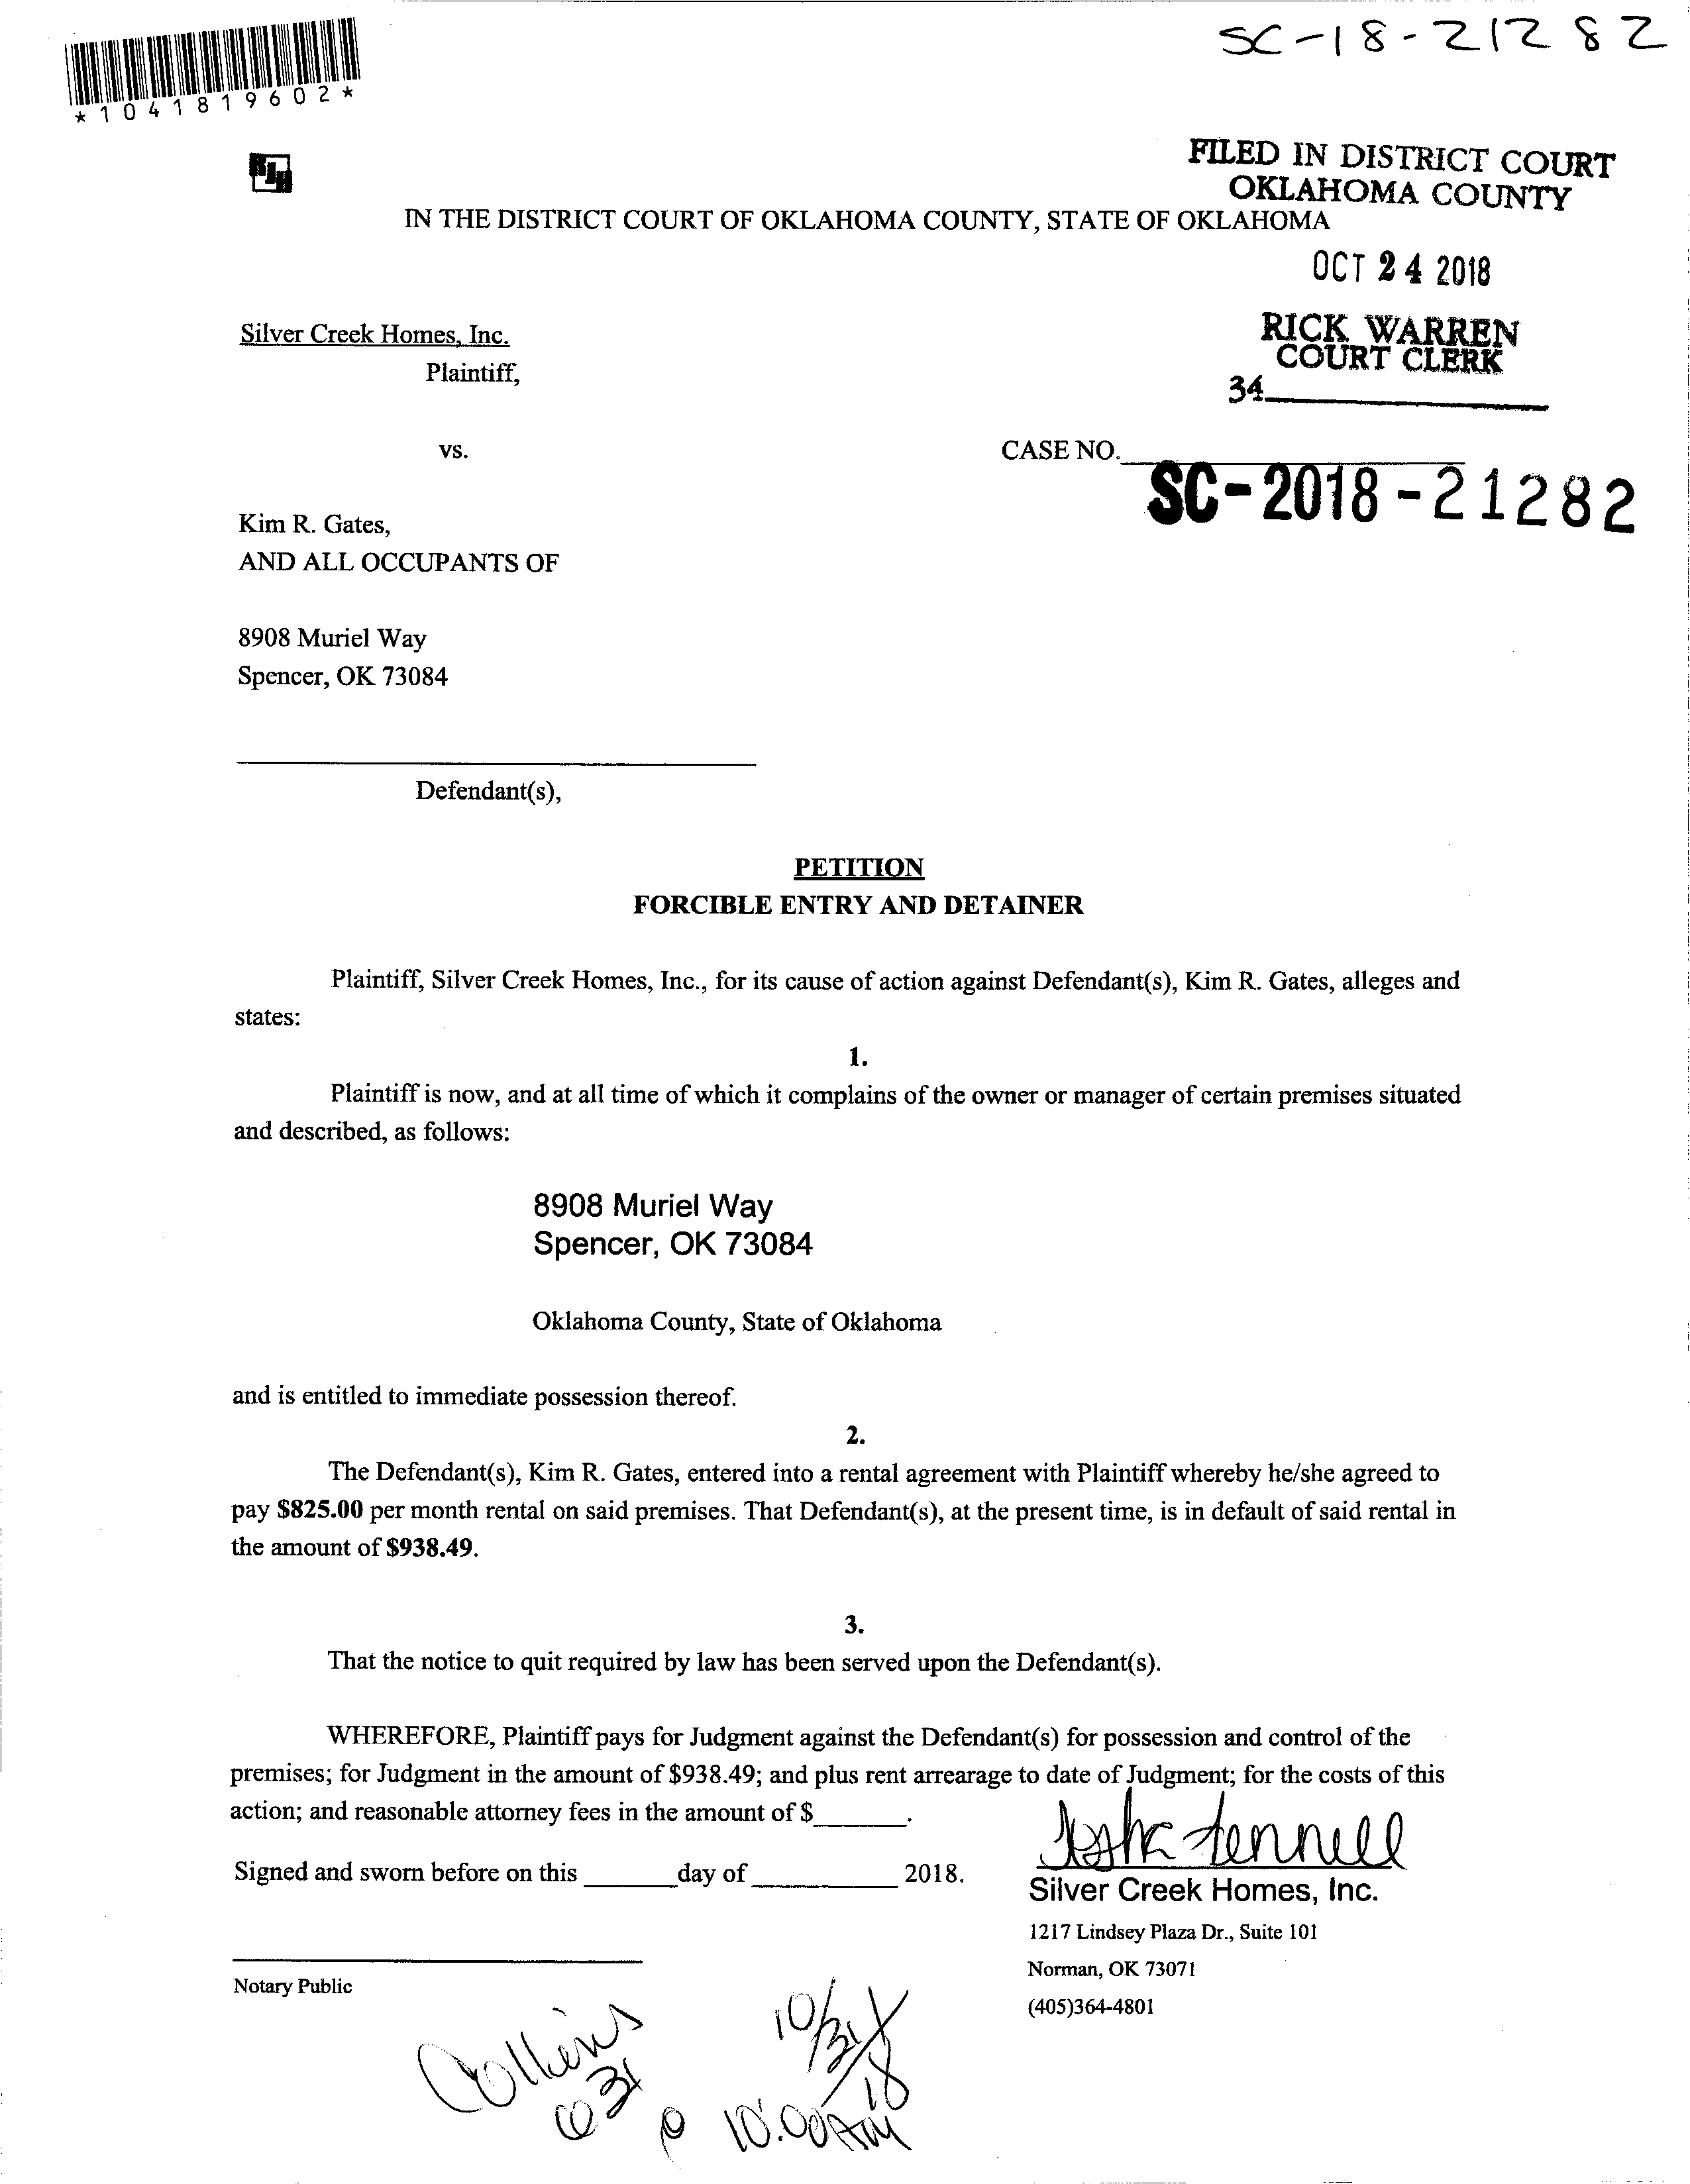 SC-18-21282
*1041819602*
RJH
FILED IN DISTRICT COURT
OKLAHOMA COUNTY
IN THE DISTRICT COURT OF OKLAHOMA COUNTY, STATE OF OKLAHOMA
OCT 24 2018
Silver Creek Homes, Inc.
Plaintiff,
RICK WARREN
COURT CLERK
34
vs.
CASE NO.
SC-2018-21282
Kim R. Gates,
AND ALL OCCUPANTS OF
8908 Muriel Way
Spencer, OK 73084
Defendant(s),
PETITION
FORCIBLE ENTRY AND DETAINER
Plaintiff, Silver Creek Homes, Inc., for its cause of action against Defendant(s), Kim R. Gates, alleges and
states:
1.
Plaintiff is now, and at all time of which it complains of the owner or manager of certain premises situated
and described, as follows:
8908 Muriel Way
Spencer, OK 73084
Oklahoma County, State of Oklahoma
and is entitled to immediate possession thereof.
2.
The Defendant(s), Kim R. Gates, entered into a rental agreement with Plaintiff whereby he/she agreed to
pay $825.00 per month rental on said premises. That Defendant(s), at the present time, is in default of said rental in
the amount of $938.49.
3.
That the notice to quit required by law has been served upon the Defendant(s).
WHEREFORE, Plaintiff pays for Judgment against the Defendant(s) for possession and control of the
premises; for Judgment in the amount of $938.49; and plus rent arrearage to date of Judgment; for the costs of this
action; and reasonable attorney fees in the amount of $_______.
Signed and sworn before on this _______day of ___________ 2018.
Silver Creek Homes, Inc.
1217 Lindsey Plaza Dr., Suite 101
Norman, OK 73071
Notary Public
(405)364-4801
Collins
10/31/18
10:00AM